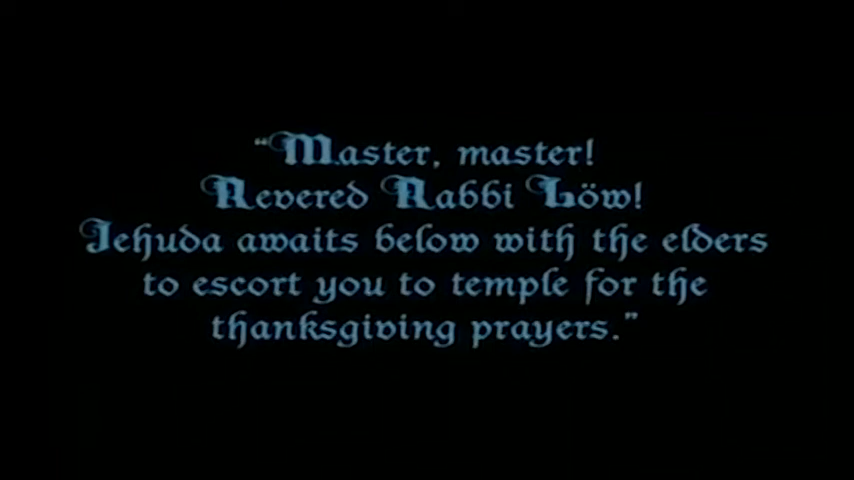 “Master, master!
Revered Rabbi Löw!
Jehuda awaits below with the elders
to escort you to temple for the
thanksgiving prayers.”